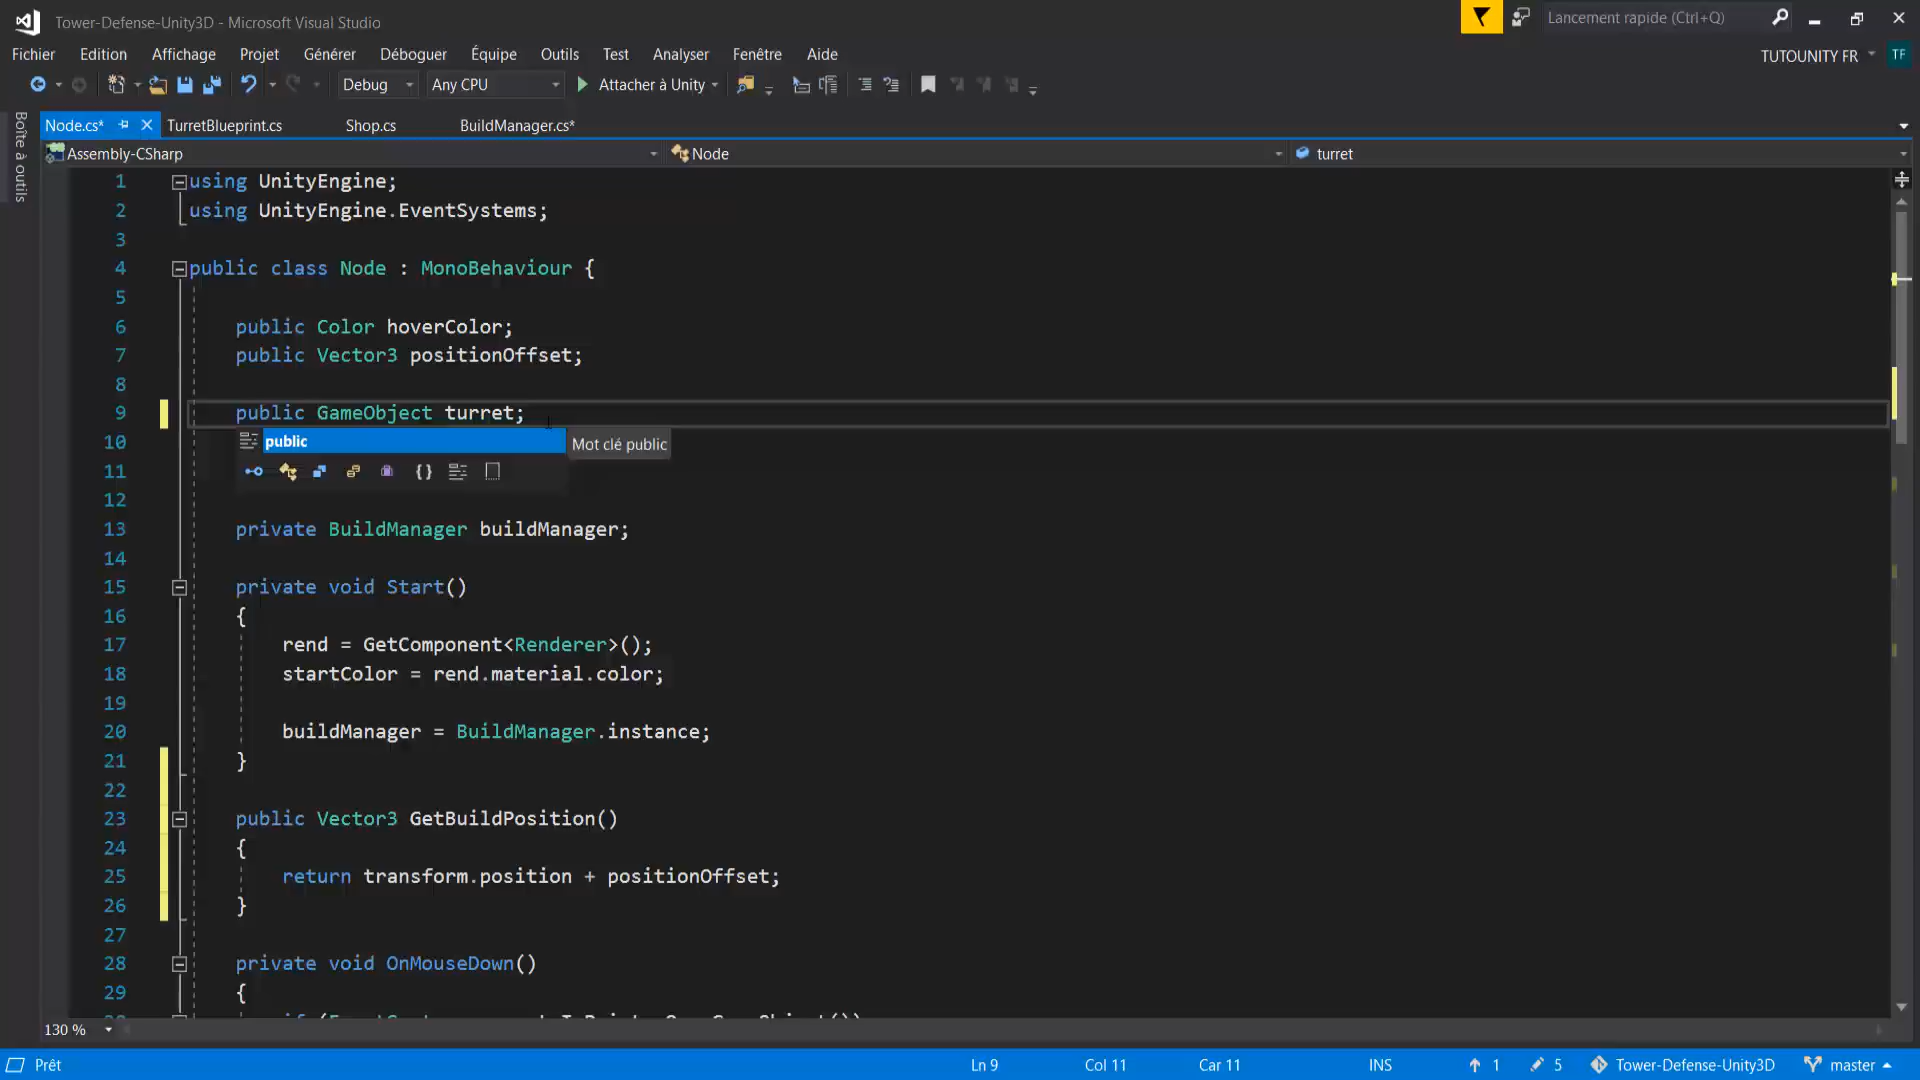 Tower-Defense-Unity3D - Microsoft Visual Studio
Lancement rapide (Ctrl+Q)
Fichier Edition Affichage Projet Générer Déboguer Équipe Outils Test Analyser Fenêtre Aide
TUTOUNITY FR TF
Debug Any CPU Attacher à Unity
Boîte à outils
Node.cs* TurretBlueprint.cs Shop.cs BuildManager.cs*
Assembly-CSharp Node turret
1 using UnityEngine;
2 using UnityEngine.EventSystems;
3
4 public class Node : MonoBehaviour {
5
6 public Color hoverColor;
7 public Vector3 positionOffset;
8
9 public GameObject turret;
10 public Mot clé public
11
12
13 private BuildManager buildManager;
14
15 private void Start()
16 {
17 rend = GetComponent<Renderer>();
18 startColor = rend.material.color;
19
20 buildManager = BuildManager.instance;
21 }
22
23 public Vector3 GetBuildPosition()
24 {
25 return transform.position + positionOffset;
26 }
27
28 private void OnMouseDown()
29 {
130 %
Prêt Ln 9 Col 11 Car 11 INS 1 5 Tower-Defense-Unity3D master